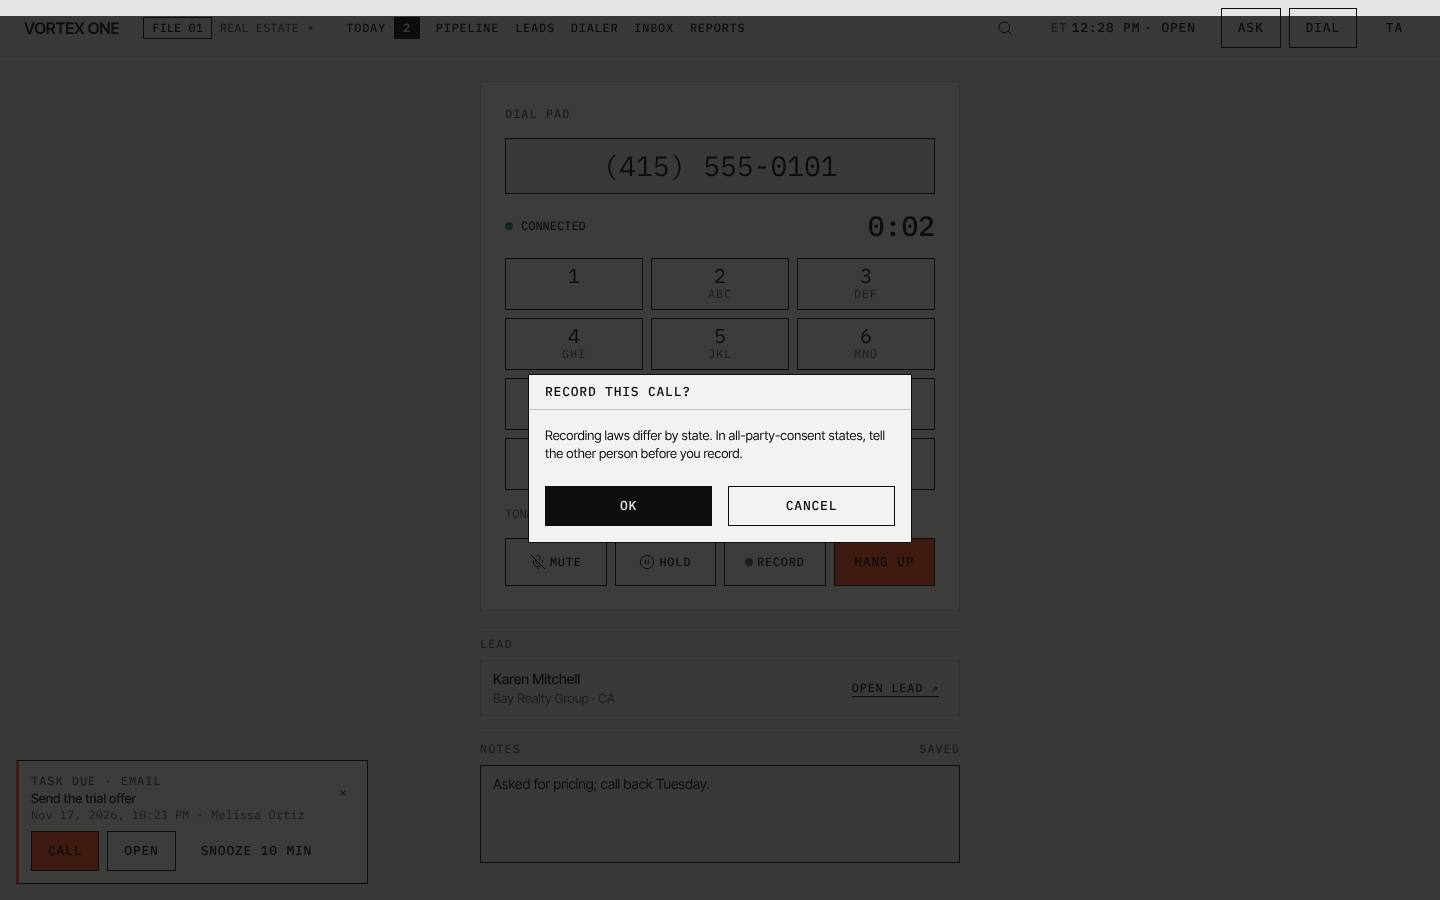 VORTEX ONE FILE 01 REAL ESTATE TODAY 2 PIPELINE LEADS DIALER INBOX REPORTS ET 12:28 PM · OPEN ASK DIAL TA
DIAL PAD
(415) 555-0101
CONNECTED 0:02
1 2 3
ABC DEF
4 5 6
GHI JKL MNO
RECORD THIS CALL?
Recording laws differ by state. In all-party-consent states, tell
the other person before you record.
OK CANCEL
MUTE HOLD RECORD HANG UP
LEAD
Karen Mitchell
Bay Realty Group · CA
OPEN LEAD ↗
NOTES SAVED
Asked for pricing; call back Tuesday.
TASK DUE · EMAIL ×
Send the trial offer
Nov 17, 2026, 10:23 PM · Melissa Ortiz
CALL OPEN SNOOZE 10 MIN